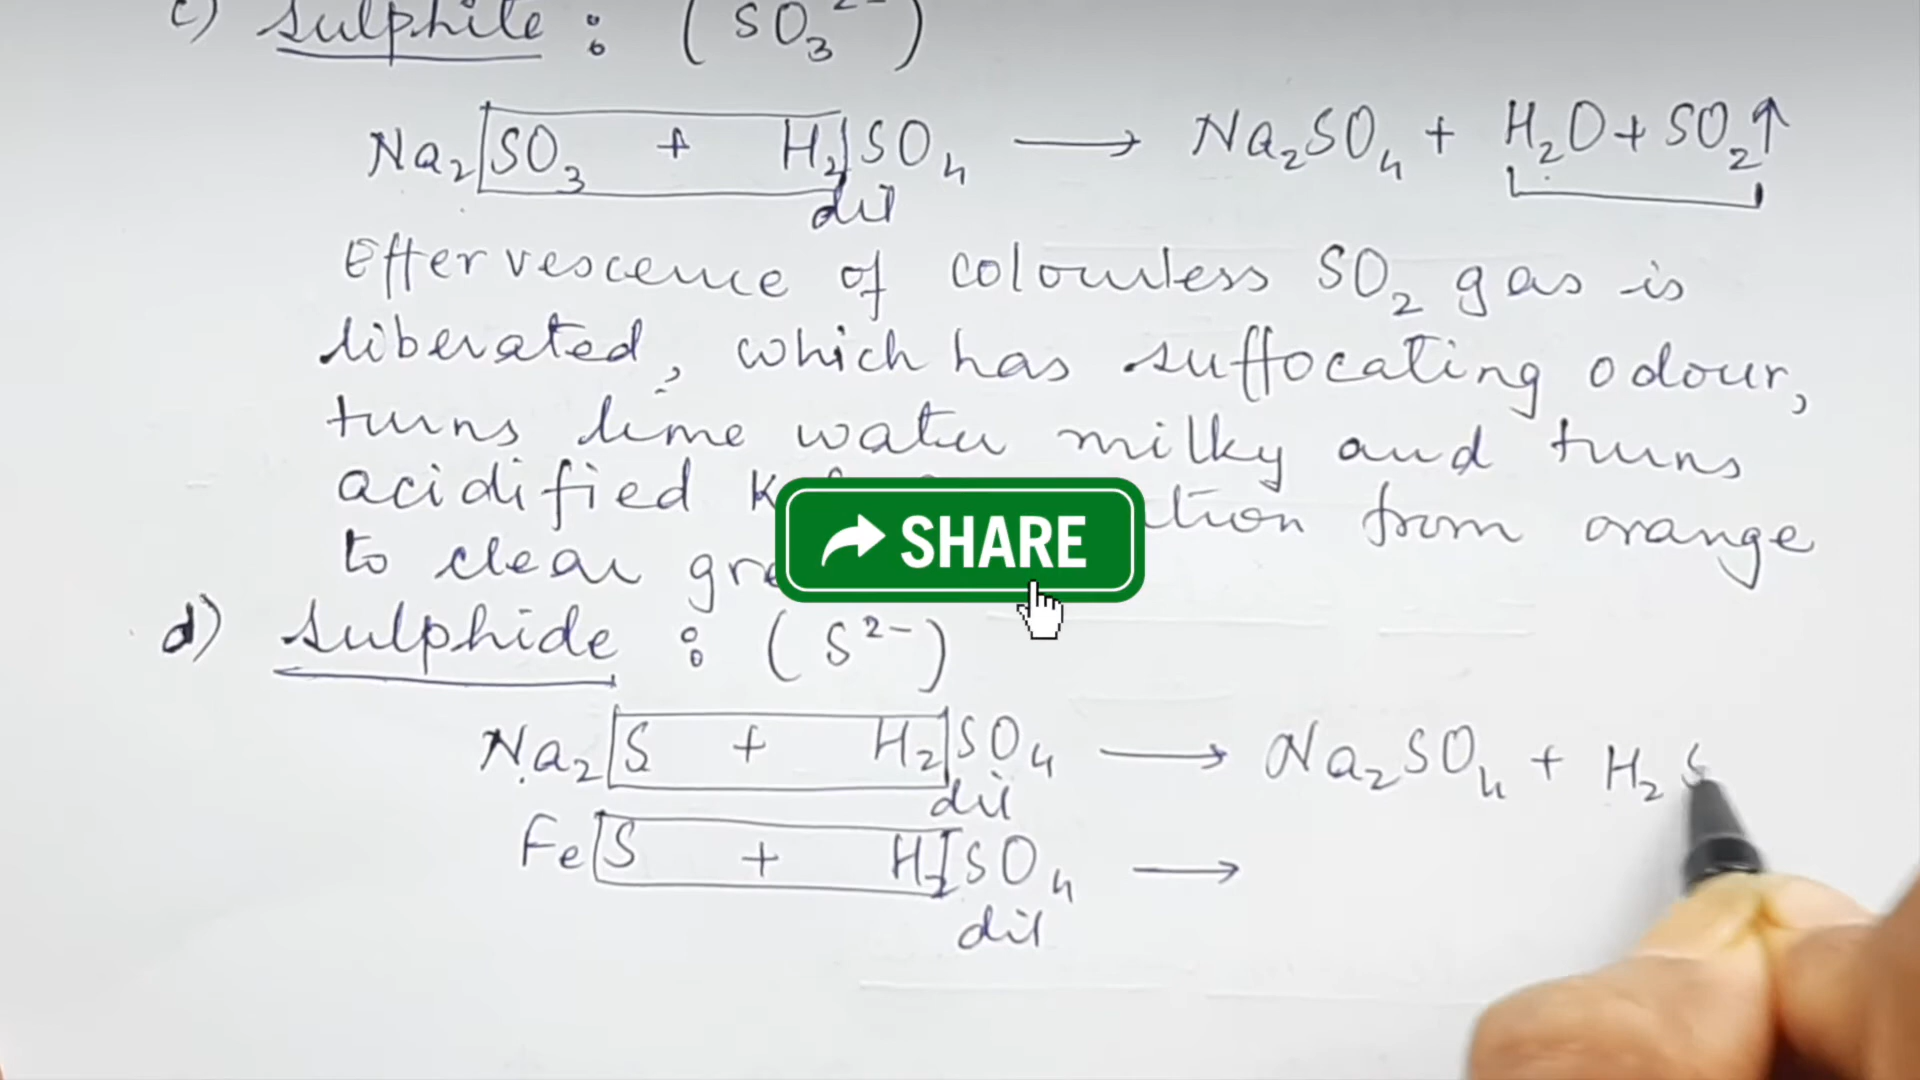 c) Sulphite : (SO₃²⁻)
Na₂SO₃ + H₂SO₄ → Na₂SO₄ + H₂O + SO₂↑
dil
Effervescence of colourless SO₂ gas is
liberated, which has suffocating odour,
turns lime water milky and turns
acidified from orange
to clear
SHARE
d) Sulphide : (S²⁻)
Na₂S + H₂SO₄ → Na₂SO₄ + H₂S
dil
FeS + H₂SO₄ →
dil